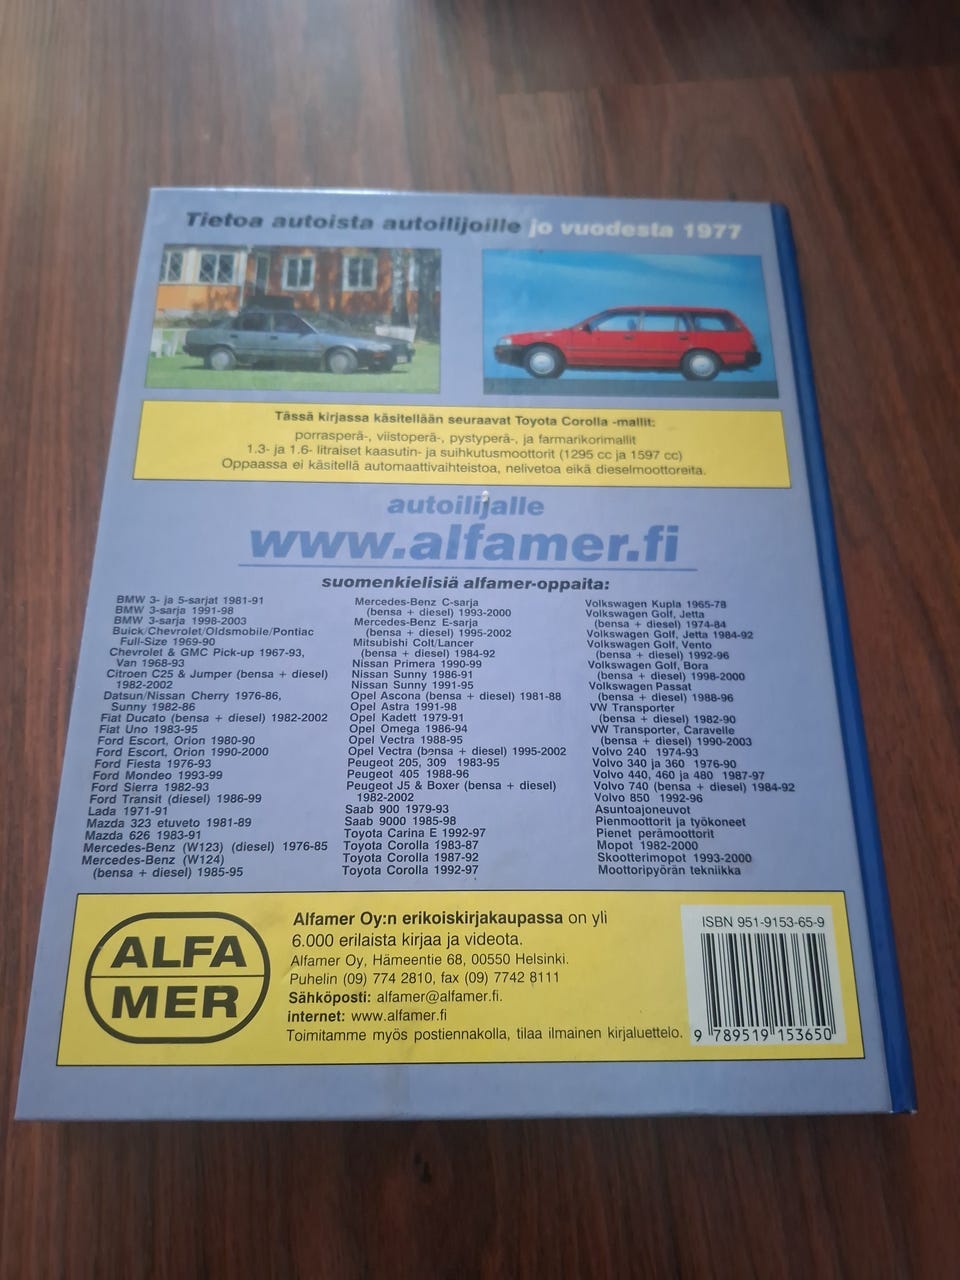 Tietoa autoista autoilijoille jo vuodesta 1977
Tässä kirjassa käsitellään seuraavat Toyota Corolla -mallit:
porrasperä-, viistoperä-, pystyperä-, ja farmarikorimallit
1.3- ja 1.6- litraiset kaasutin- ja suihkutusmoottorit (1295 cc ja 1597 cc)
Oppaassa ei käsitellä automaattivaihteistoa, nelivetoa eikä dieselmoottoreita.
autoilijalle
www.alfamer.fi
suomenkielisiä alfamer-oppaita:
BMW 3- ja 5-sarjat 1981-91
BMW 3-sarja 1991-98
BMW 3-sarja 1998-2003
Buick/Chevrolet/Oldsmobile/Pontiac
Full-Size 1969-90
Chevrolet & GMC Pick-up 1967-93,
Van 1968-93
Citroen C25 & Jumper (bensa + diesel)
1982-2002
Datsun/Nissan Cherry 1976-86,
Sunny 1982-86
Fiat Ducato (bensa + diesel) 1982-2002
Fiat Uno 1983-95
Ford Escort, Orion 1980-90
Ford Escort, Orion 1990-2000
Ford Fiesta 1976-93
Ford Mondeo 1993-99
Ford Sierra 1982-93
Ford Transit (diesel) 1986-99
Lada 1971-91
Mazda 323 etuveto 1981-89
Mazda 626 1983-91
Mercedes-Benz (W123) (diesel) 1976-85
Mercedes-Benz (W124)
(bensa + diesel) 1985-95
Mercedes-Benz C-sarja
(bensa + diesel) 1993-2000
Mercedes-Benz E-sarja
(bensa + diesel) 1995-2002
Mitsubishi Colt/Lancer
(bensa + diesel) 1984-92
Nissan Primera 1990-99
Nissan Sunny 1986-91
Nissan Sunny 1991-95
Opel Ascona (bensa + diesel) 1981-88
Opel Astra 1991-98
Opel Kadett 1979-91
Opel Omega 1986-94
Opel Vectra 1988-95
Opel Vectra (bensa + diesel) 1995-2002
Peugeot 205, 309 1983-95
Peugeot 405 1988-96
Peugeot J5 & Boxer (bensa + diesel)
1982-2002
Saab 900 1979-93
Saab 9000 1985-98
Toyota Carina E 1992-97
Toyota Corolla 1983-87
Toyota Corolla 1987-92
Toyota Corolla 1992-97
Volkswagen Kupla 1965-78
Volkswagen Golf, Jetta
(bensa + diesel) 1974-84
Volkswagen Golf, Jetta 1984-92
Volkswagen Golf, Vento
(bensa + diesel) 1992-96
Volkswagen Golf, Bora
(bensa + diesel) 1998-2000
Volkswagen Passat
(bensa + diesel) 1988-96
VW Transporter
(bensa + diesel) 1982-90
VW Transporter, Caravelle
(bensa + diesel) 1990-2003
Volvo 240 1974-93
Volvo 340 ja 360 1976-90
Volvo 440, 460 ja 480 1987-97
Volvo 740 (bensa + diesel) 1984-92
Volvo 850 1992-96
Asuntoajoneuvot
Pienmoottorit ja työkoneet
Pienet perämoottorit
Mopot 1982-2000
Skootterimopot 1993-2000
Moottoripyörän tekniikka
ALFA
MER
Alfamer Oy:n erikoiskirjakaupassa on yli
6.000 erilaista kirjaa ja videota.
Alfamer Oy, Hämeentie 68, 00550 Helsinki.
Puhelin (09) 774 2810, fax (09) 7742 8111
Sähköposti: alfamer@alfamer.fi.
internet: www.alfamer.fi
Toimitamme myös postiennakolla, tilaa ilmainen kirjaluettelo.
ISBN 951-9153-65-9
9 789519 153650